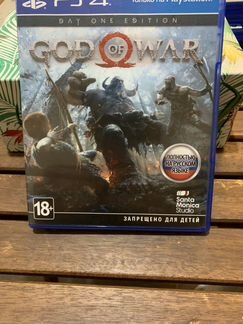 PS4
только на PlayStation
DAY ONE EDITION
GOD OF WAR
ПОЛНОСТЬЮ
НА РУССКОМ
ЯЗЫКЕ
18+
Santa
Monica
Studio
ЗАПРЕЩЕНО ДЛЯ ДЕТЕЙ